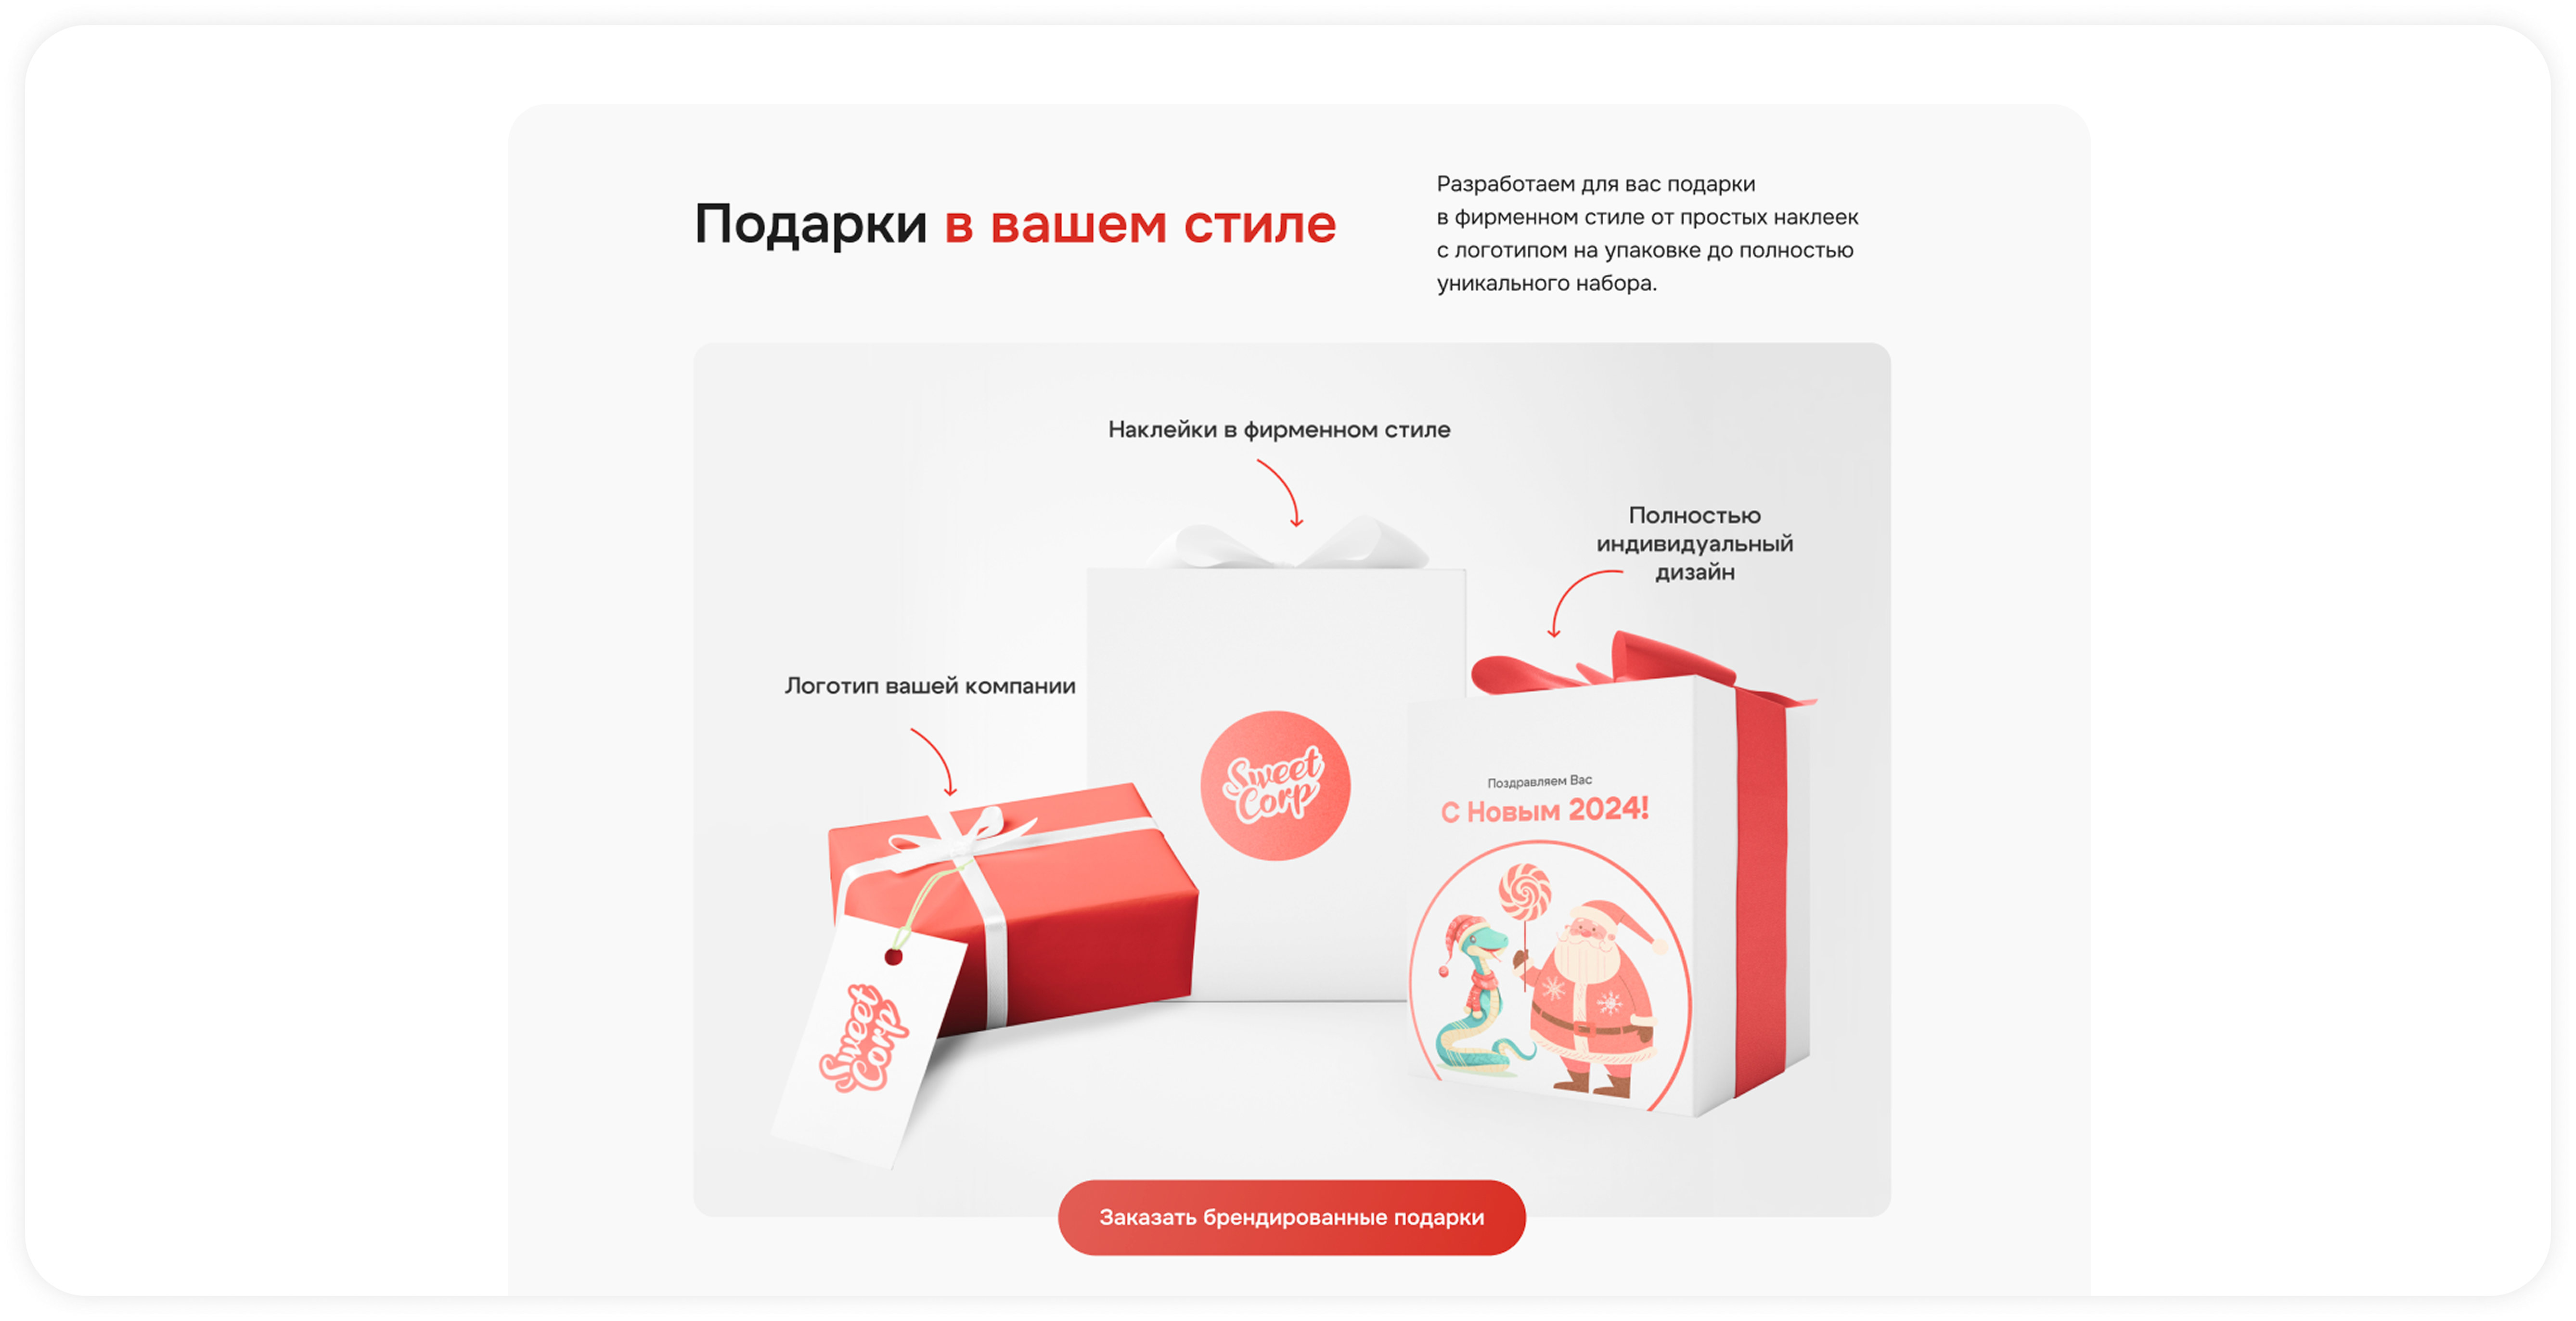 Подарки в вашем стиле
Разработаем для вас подарки
в фирменном стиле от простых наклеек
с логотипом на упаковке до полностью
уникального набора.
Наклейки в фирменном стиле
Полностью
индивидуальный
дизайн
Логотип вашей компании
Sweet
Corp
Поздравляем Вас
С Новым 2024!
Sweet
Corp
Заказать брендированные подарки